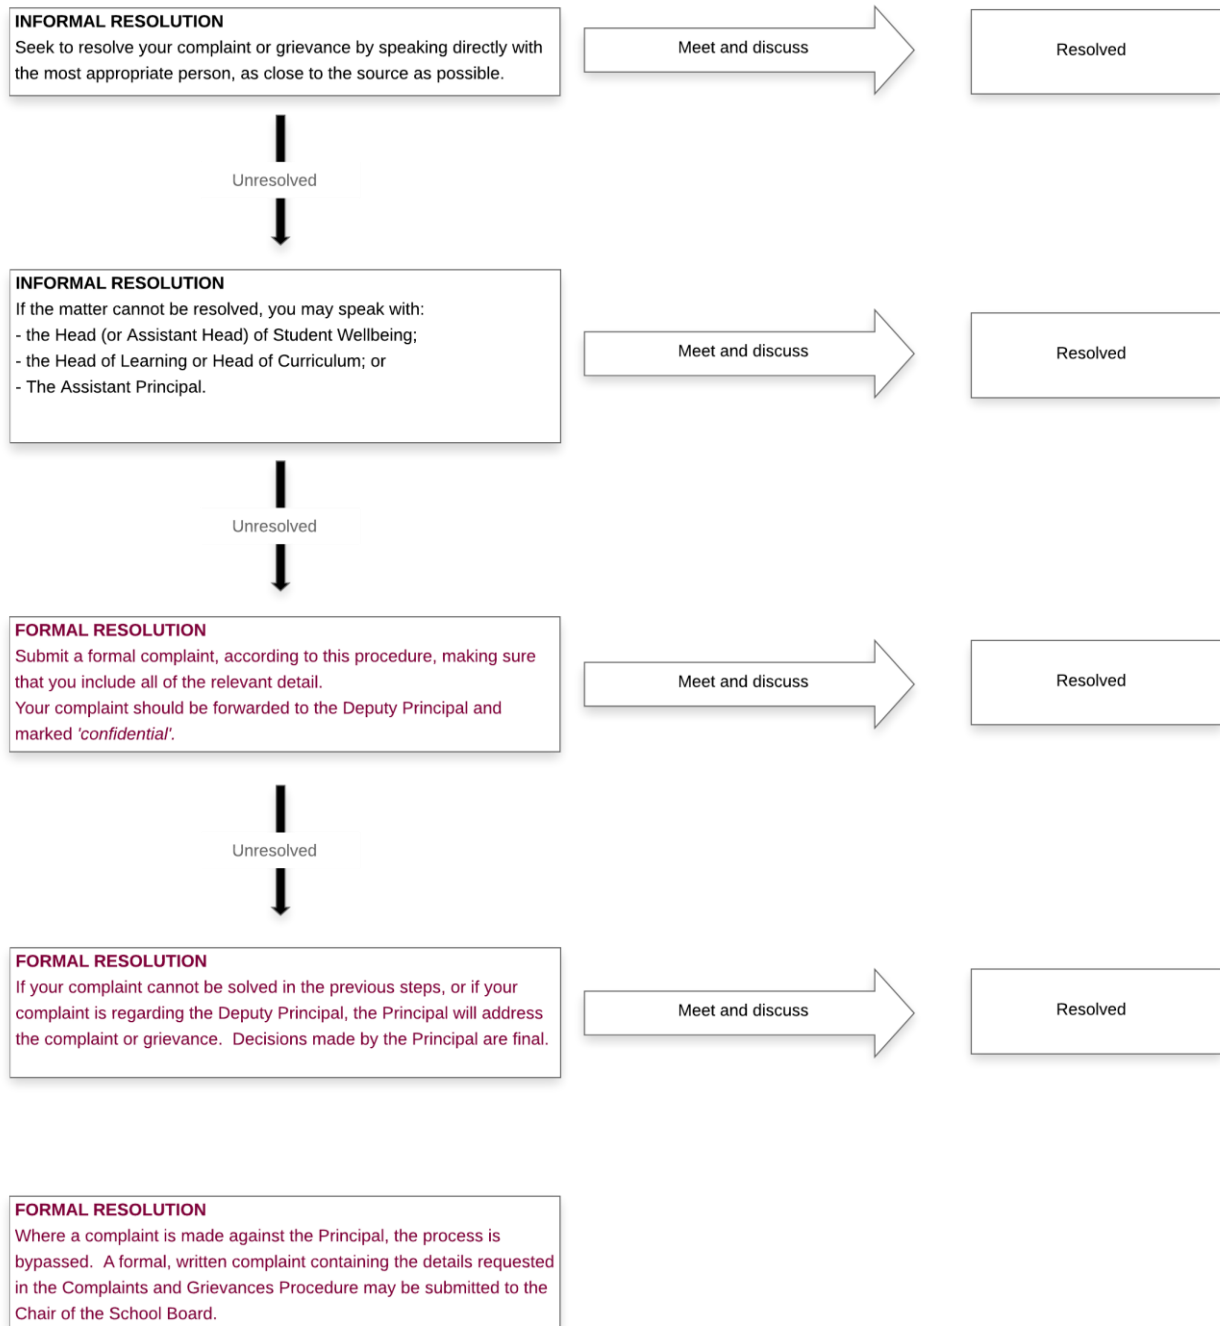 INFORMAL RESOLUTION
Seek to resolve your complaint or grievance by speaking directly with
the most appropriate person, as close to the source as possible.
Meet and discuss
Resolved
Unresolved
INFORMAL RESOLUTION
If the matter cannot be resolved, you may speak with:
- the Head (or Assistant Head) of Student Wellbeing;
- the Head of Learning or Head of Curriculum; or
- The Assistant Principal.
Meet and discuss
Resolved
Unresolved
FORMAL RESOLUTION
Submit a formal complaint, according to this procedure, making sure
that you include all of the relevant detail.
Your complaint should be forwarded to the Deputy Principal and
marked 'confidential'.
Meet and discuss
Resolved
Unresolved
FORMAL RESOLUTION
If your complaint cannot be solved in the previous steps, or if your
complaint is regarding the Deputy Principal, the Principal will address
the complaint or grievance.  Decisions made by the Principal are final.
Meet and discuss
Resolved
FORMAL RESOLUTION
Where a complaint is made against the Principal, the process is
bypassed.  A formal, written complaint containing the details requested
in the Complaints and Grievances Procedure may be submitted to the
Chair of the School Board.